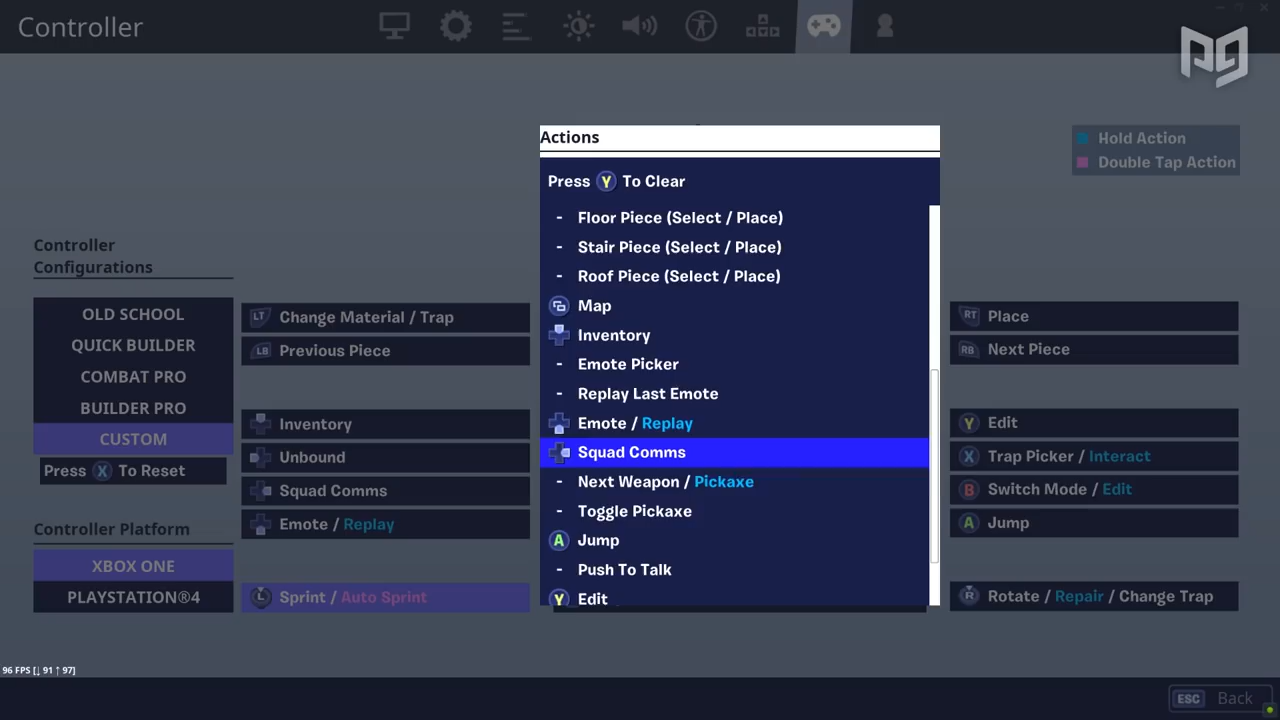 Controller
PG
Hold Action
Double Tap Action
Controller
Configurations
OLD SCHOOL
QUICK BUILDER
COMBAT PRO
BUILDER PRO
CUSTOM
Press X To Reset
Controller Platform
XBOX ONE
PLAYSTATION®4
LT Change Material / Trap
LB Previous Piece
Inventory
Unbound
Squad Comms
Emote / Replay
L Sprint / Auto Sprint
Actions
Press Y To Clear
- Floor Piece (Select / Place)
- Stair Piece (Select / Place)
- Roof Piece (Select / Place)
Map
Inventory
- Emote Picker
- Replay Last Emote
Emote / Replay
Squad Comms
- Next Weapon / Pickaxe
- Toggle Pickaxe
A Jump
- Push To Talk
Y Edit
RT Place
RB Next Piece
Y Edit
X Trap Picker / Interact
B Switch Mode / Edit
A Jump
R Rotate / Repair / Change Trap
96 FPS [↓ 91 ↑ 97]
ESC Back